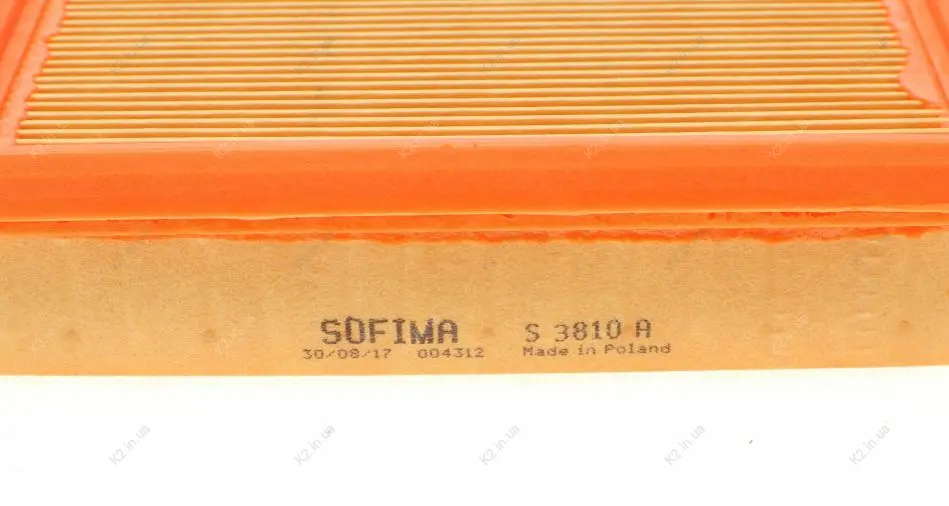 SOFIMA S 3810 A
30/08/17 004312 Made in Poland
K2.in.ua K2.in.ua K2.in.ua K2.in.ua K2.in.ua